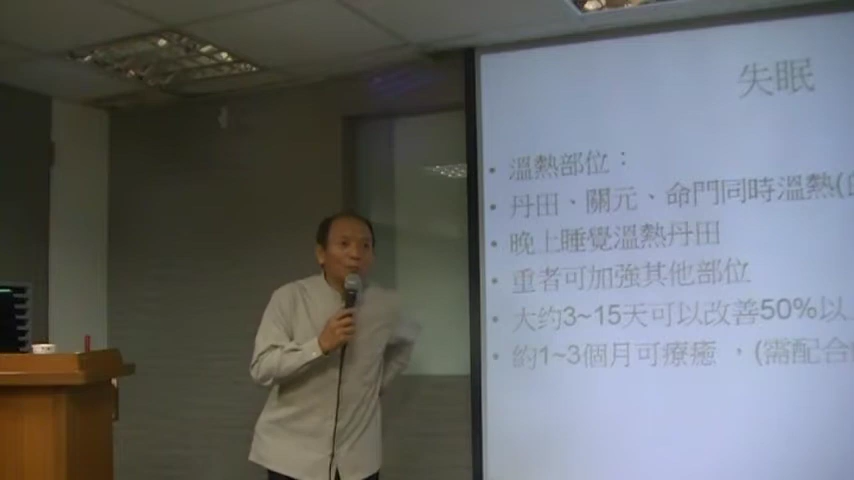 失眠
• 溫熱部位：
• 丹田、關元、命門同時溫熱(
• 晚上睡覺溫熱丹田
• 重者可加強其他部位
• 大约3~15天可以改善50%以
• 約1~3個月可療癒，(需配合